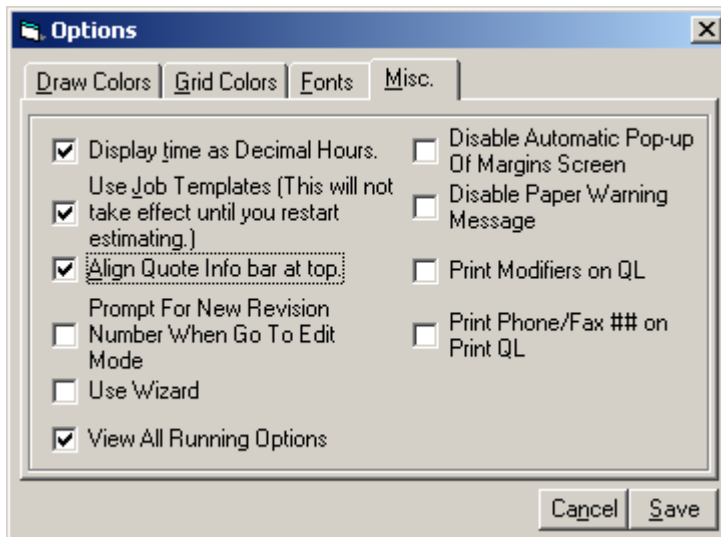 Options
Draw Colors
Grid Colors
Fonts
Misc.
Display time as Decimal Hours.
Use Job Templates (This will not
take effect until you restart
estimating.)
Align Quote Info bar at top.
Prompt For New Revision
Number When Go To Edit
Mode
Use Wizard
View All Running Options
Disable Automatic Pop-up
Of Margins Screen
Disable Paper Warning
Message
Print Modifiers on QL
Print Phone/Fax ## on
Print QL
Cancel
Save